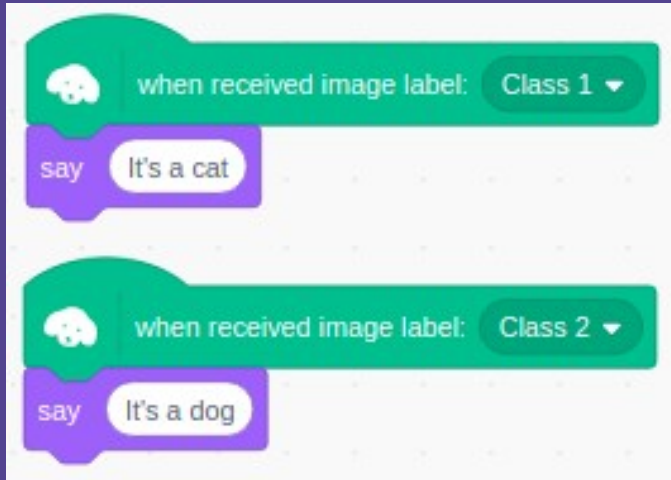 when received image label: Class 1
say It's a cat
when received image label: Class 2
say It's a dog